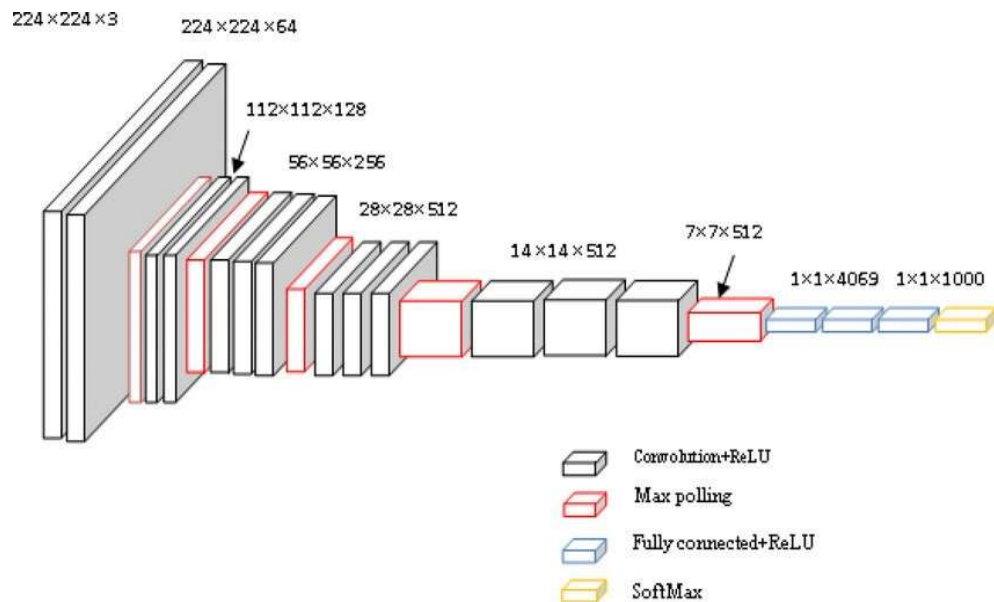 224×224×3
224×224×64
112×112×128
56×56×256
28×28×512
14×14×512
7×7×512
1×1×4069
1×1×1000
Convolution+ReLU
Max polling
Fully connected+ReLU
SoftMax